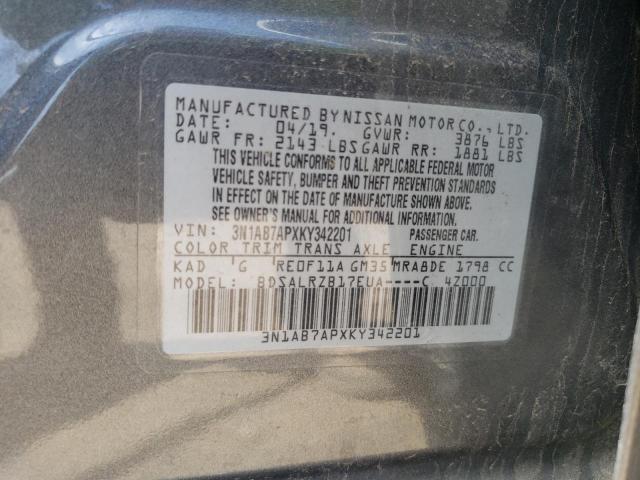 MANUFACTURED BY NISSAN MOTOR CO., LTD.
DATE: 04/19. GVWR: 3876 LBS
GAWR FR: 2143 LBS GAWR RR: 1881 LBS
THIS VEHICLE CONFORMS TO ALL APPLICABLE FEDERAL MOTOR
VEHICLE SAFETY, BUMPER AND THEFT PREVENTION STANDARDS
IN EFFECT ON THE DATE OF MANUFACTURE SHOWN ABOVE.
SEE OWNER'S MANUAL FOR ADDITIONAL INFORMATION.
VIN: 3N1AB7APXKY342201 PASSENGER CAR.
COLOR TRIM TRANS AXLE ENGINE
KAD G RE0F11A GM35 MRA8DE 1798 CC
MODEL: BDSALRZB17EUA----C 4Z000
3N1AB7APXKY342201